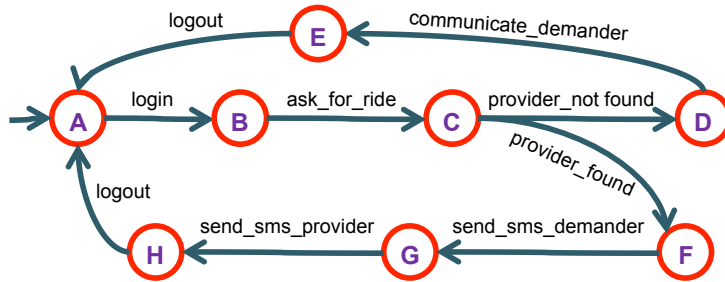 logout
E
communicate_demander
A
login
B
ask_for_ride
C
provider_not found
D
provider_found
logout
H
send_sms_provider
G
send_sms_demander
F